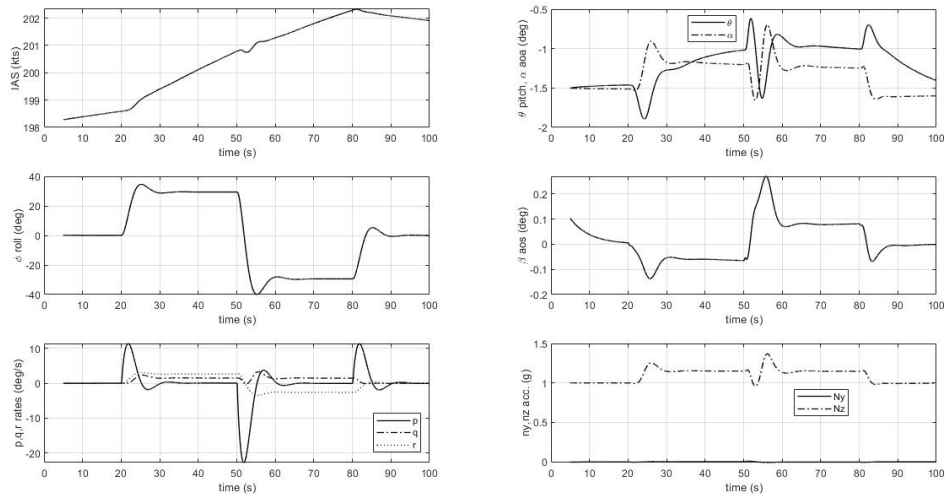 202
201
200
199
198
IAS (kts)
0 10 20 30 40 50 60 70 80 90 100
time (s)
-0.5
-1
-1.5
-2
θ pitch, α aoa (deg)
θ
α
0 10 20 30 40 50 60 70 80 90 100
time (s)
40
20
0
-20
-40
ϕ roll (deg)
0 10 20 30 40 50 60 70 80 90 100
time (s)
0.2
0.1
0
-0.1
-0.2
β aos (deg)
0 10 20 30 40 50 60 70 80 90 100
time (s)
10
0
-10
-20
p,q,r rates (deg/s)
p
q
r
0 10 20 30 40 50 60 70 80 90 100
time (s)
1.5
1
0.5
0
ny,nz acc. (g)
Ny
Nz
0 10 20 30 40 50 60 70 80 90 100
time (s)